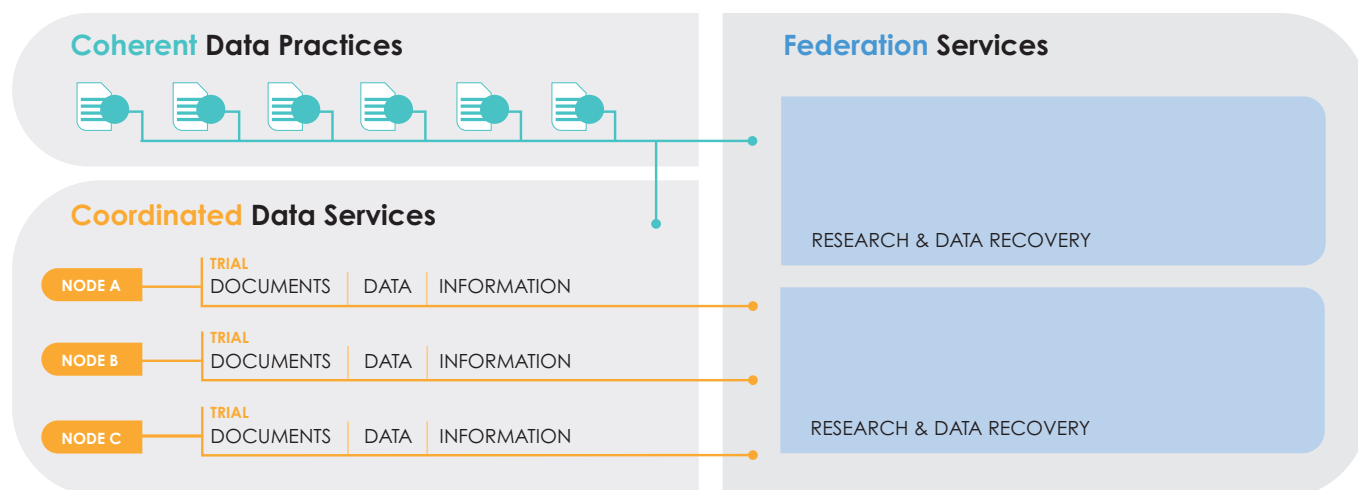 Coherent Data Practices
Coordinated Data Services
NODE A
TRIAL
DOCUMENTS DATA INFORMATION
NODE B
TRIAL
DOCUMENTS DATA INFORMATION
NODE C
TRIAL
DOCUMENTS DATA INFORMATION
Federation Services
RESEARCH & DATA RECOVERY
RESEARCH & DATA RECOVERY